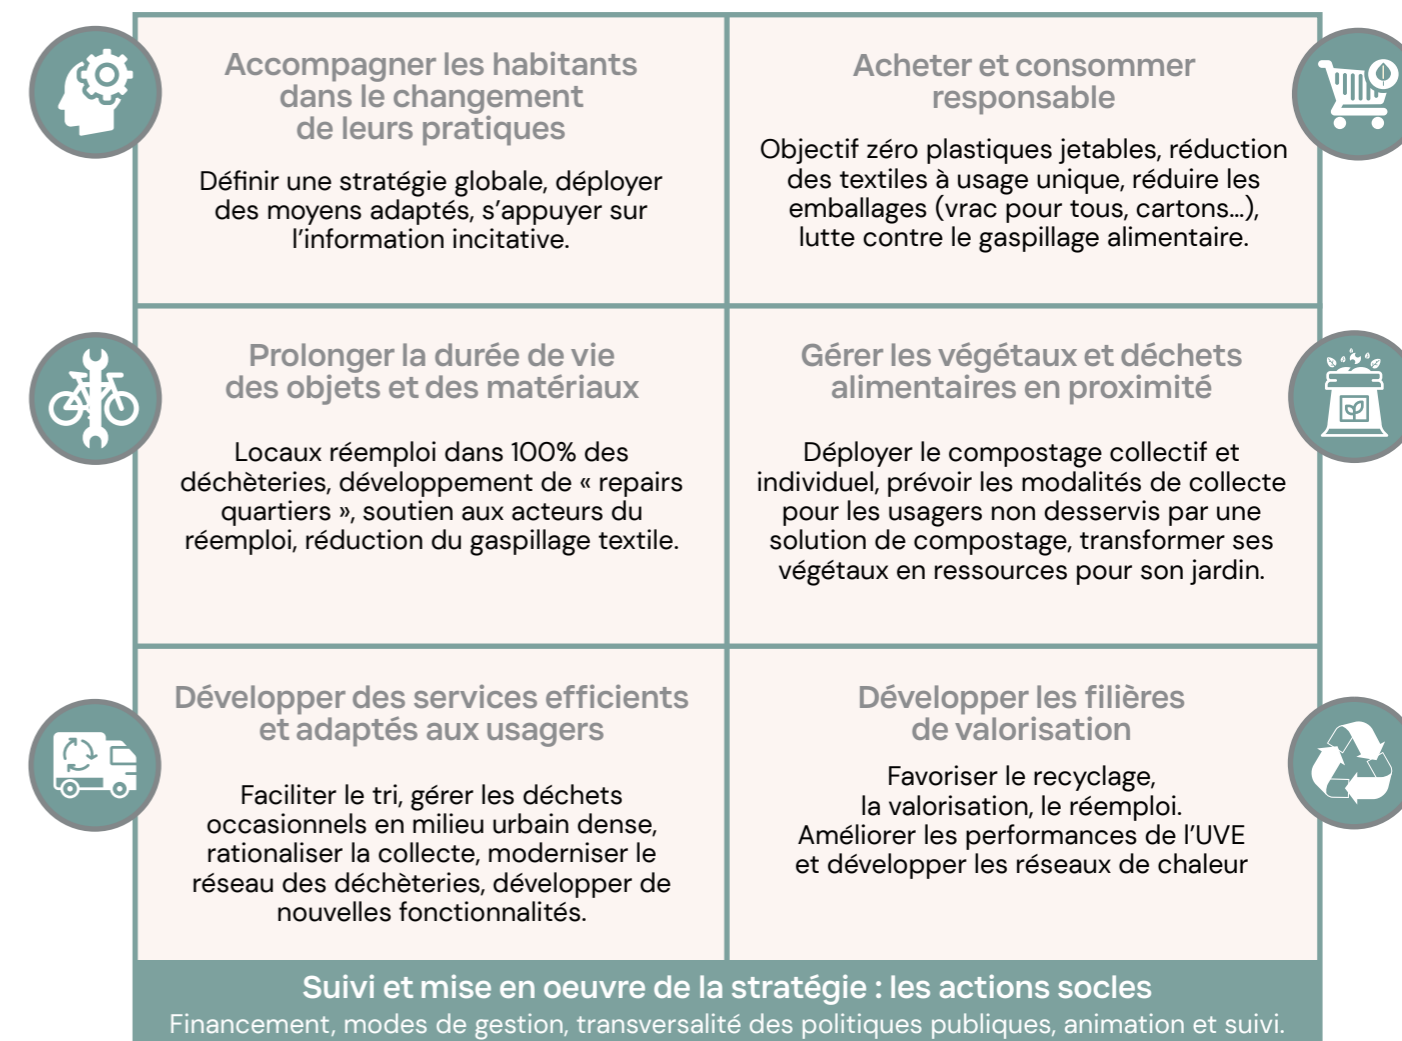 Accompagner les habitants
dans le changement
de leurs pratiques
Définir une stratégie globale, déployer
des moyens adaptés, s’appuyer sur
l’information incitative.
Acheter et consommer
responsable
Objectif zéro plastiques jetables, réduction
des textiles à usage unique, réduire les
emballages (vrac pour tous, cartons...),
lutte contre le gaspillage alimentaire.
Prolonger la durée de vie
des objets et des matériaux
Locaux réemploi dans 100% des
déchèteries, développement de « repairs
quartiers », soutien aux acteurs du
réemploi, réduction du gaspillage textile.
Gérer les végétaux et déchets
alimentaires en proximité
Déployer le compostage collectif et
individuel, prévoir les modalités de collecte
pour les usagers non desservis par une
solution de compostage, transformer ses
végétaux en ressources pour son jardin.
Développer des services efficients
et adaptés aux usagers
Faciliter le tri, gérer les déchets
occasionnels en milieu urbain dense,
rationaliser la collecte, moderniser le
réseau des déchèteries, développer de
nouvelles fonctionnalités.
Développer les filières
de valorisation
Favoriser le recyclage,
la valorisation, le réemploi.
Améliorer les performances de l’UVE
et développer les réseaux de chaleur
Suivi et mise en oeuvre de la stratégie : les actions socles
Financement, modes de gestion, transversalité des politiques publiques, animation et suivi.